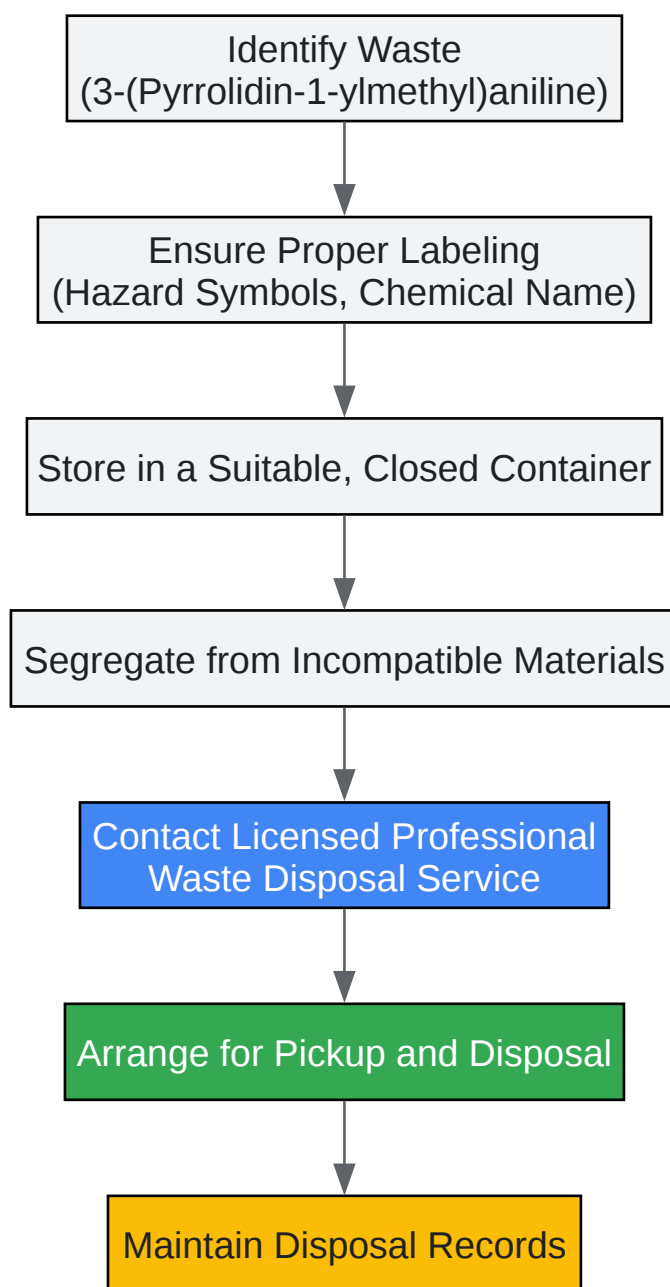 Identify Waste
(3-(Pyrrolidin-1-ylmethyl)aniline)
Ensure Proper Labeling
(Hazard Symbols, Chemical Name)
Store in a Suitable, Closed Container
Segregate from Incompatible Materials
Contact Licensed Professional
Waste Disposal Service
Arrange for Pickup and Disposal
Maintain Disposal Records